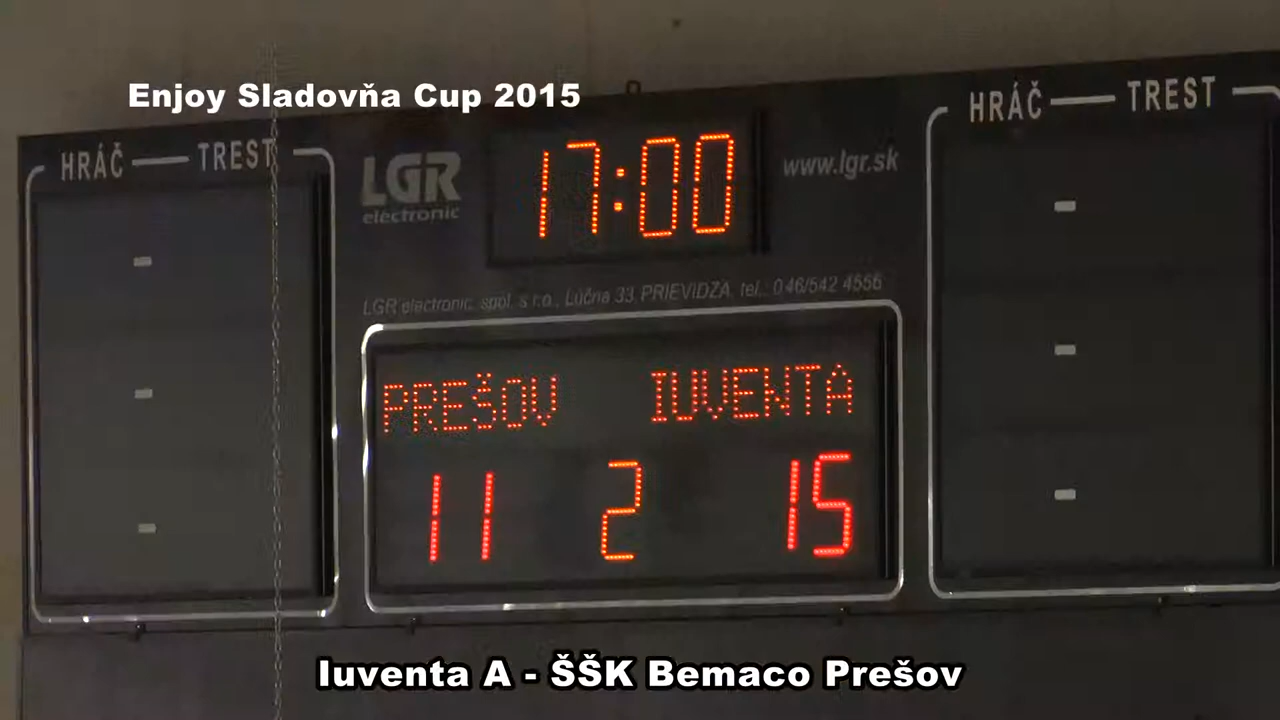 Enjoy Sladovňa Cup 2015
HRÁČ — TREST
LGR
electronic
17:00
www.lgr.sk
HRÁČ — TREST
LGR electronic, spol. s r.o., Lúčna 33 PRIEVIDZA, tel.: 046/542 4556
PREŠOV IUVENTA
11 2 15
Iuventa A - ŠŠK Bemaco Prešov